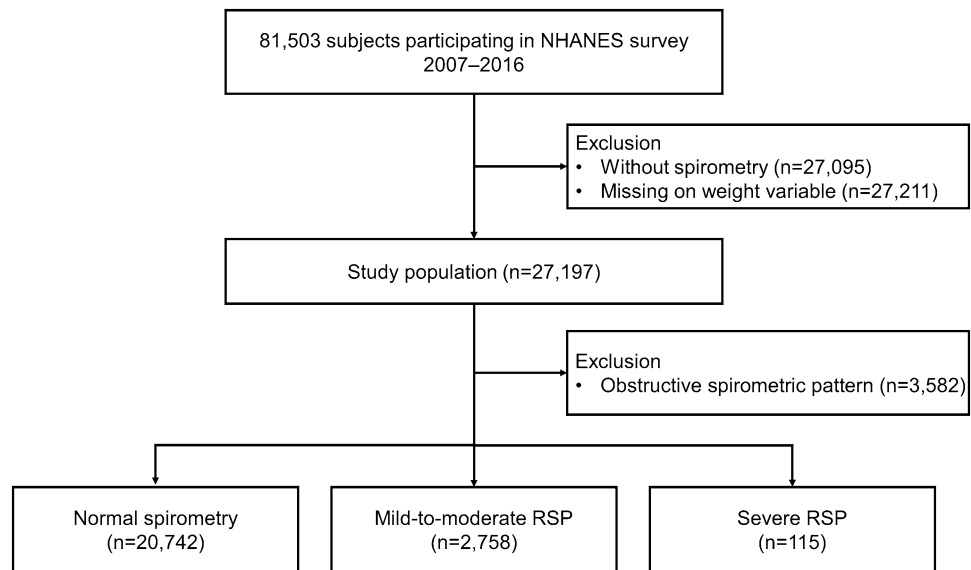 81,503 subjects participating in NHANES survey
2007–2016
Exclusion
• Without spirometry (n=27,095)
• Missing on weight variable (n=27,211)
Study population (n=27,197)
Exclusion
• Obstructive spirometric pattern (n=3,582)
Normal spirometry
(n=20,742)
Mild-to-moderate RSP
(n=2,758)
Severe RSP
(n=115)